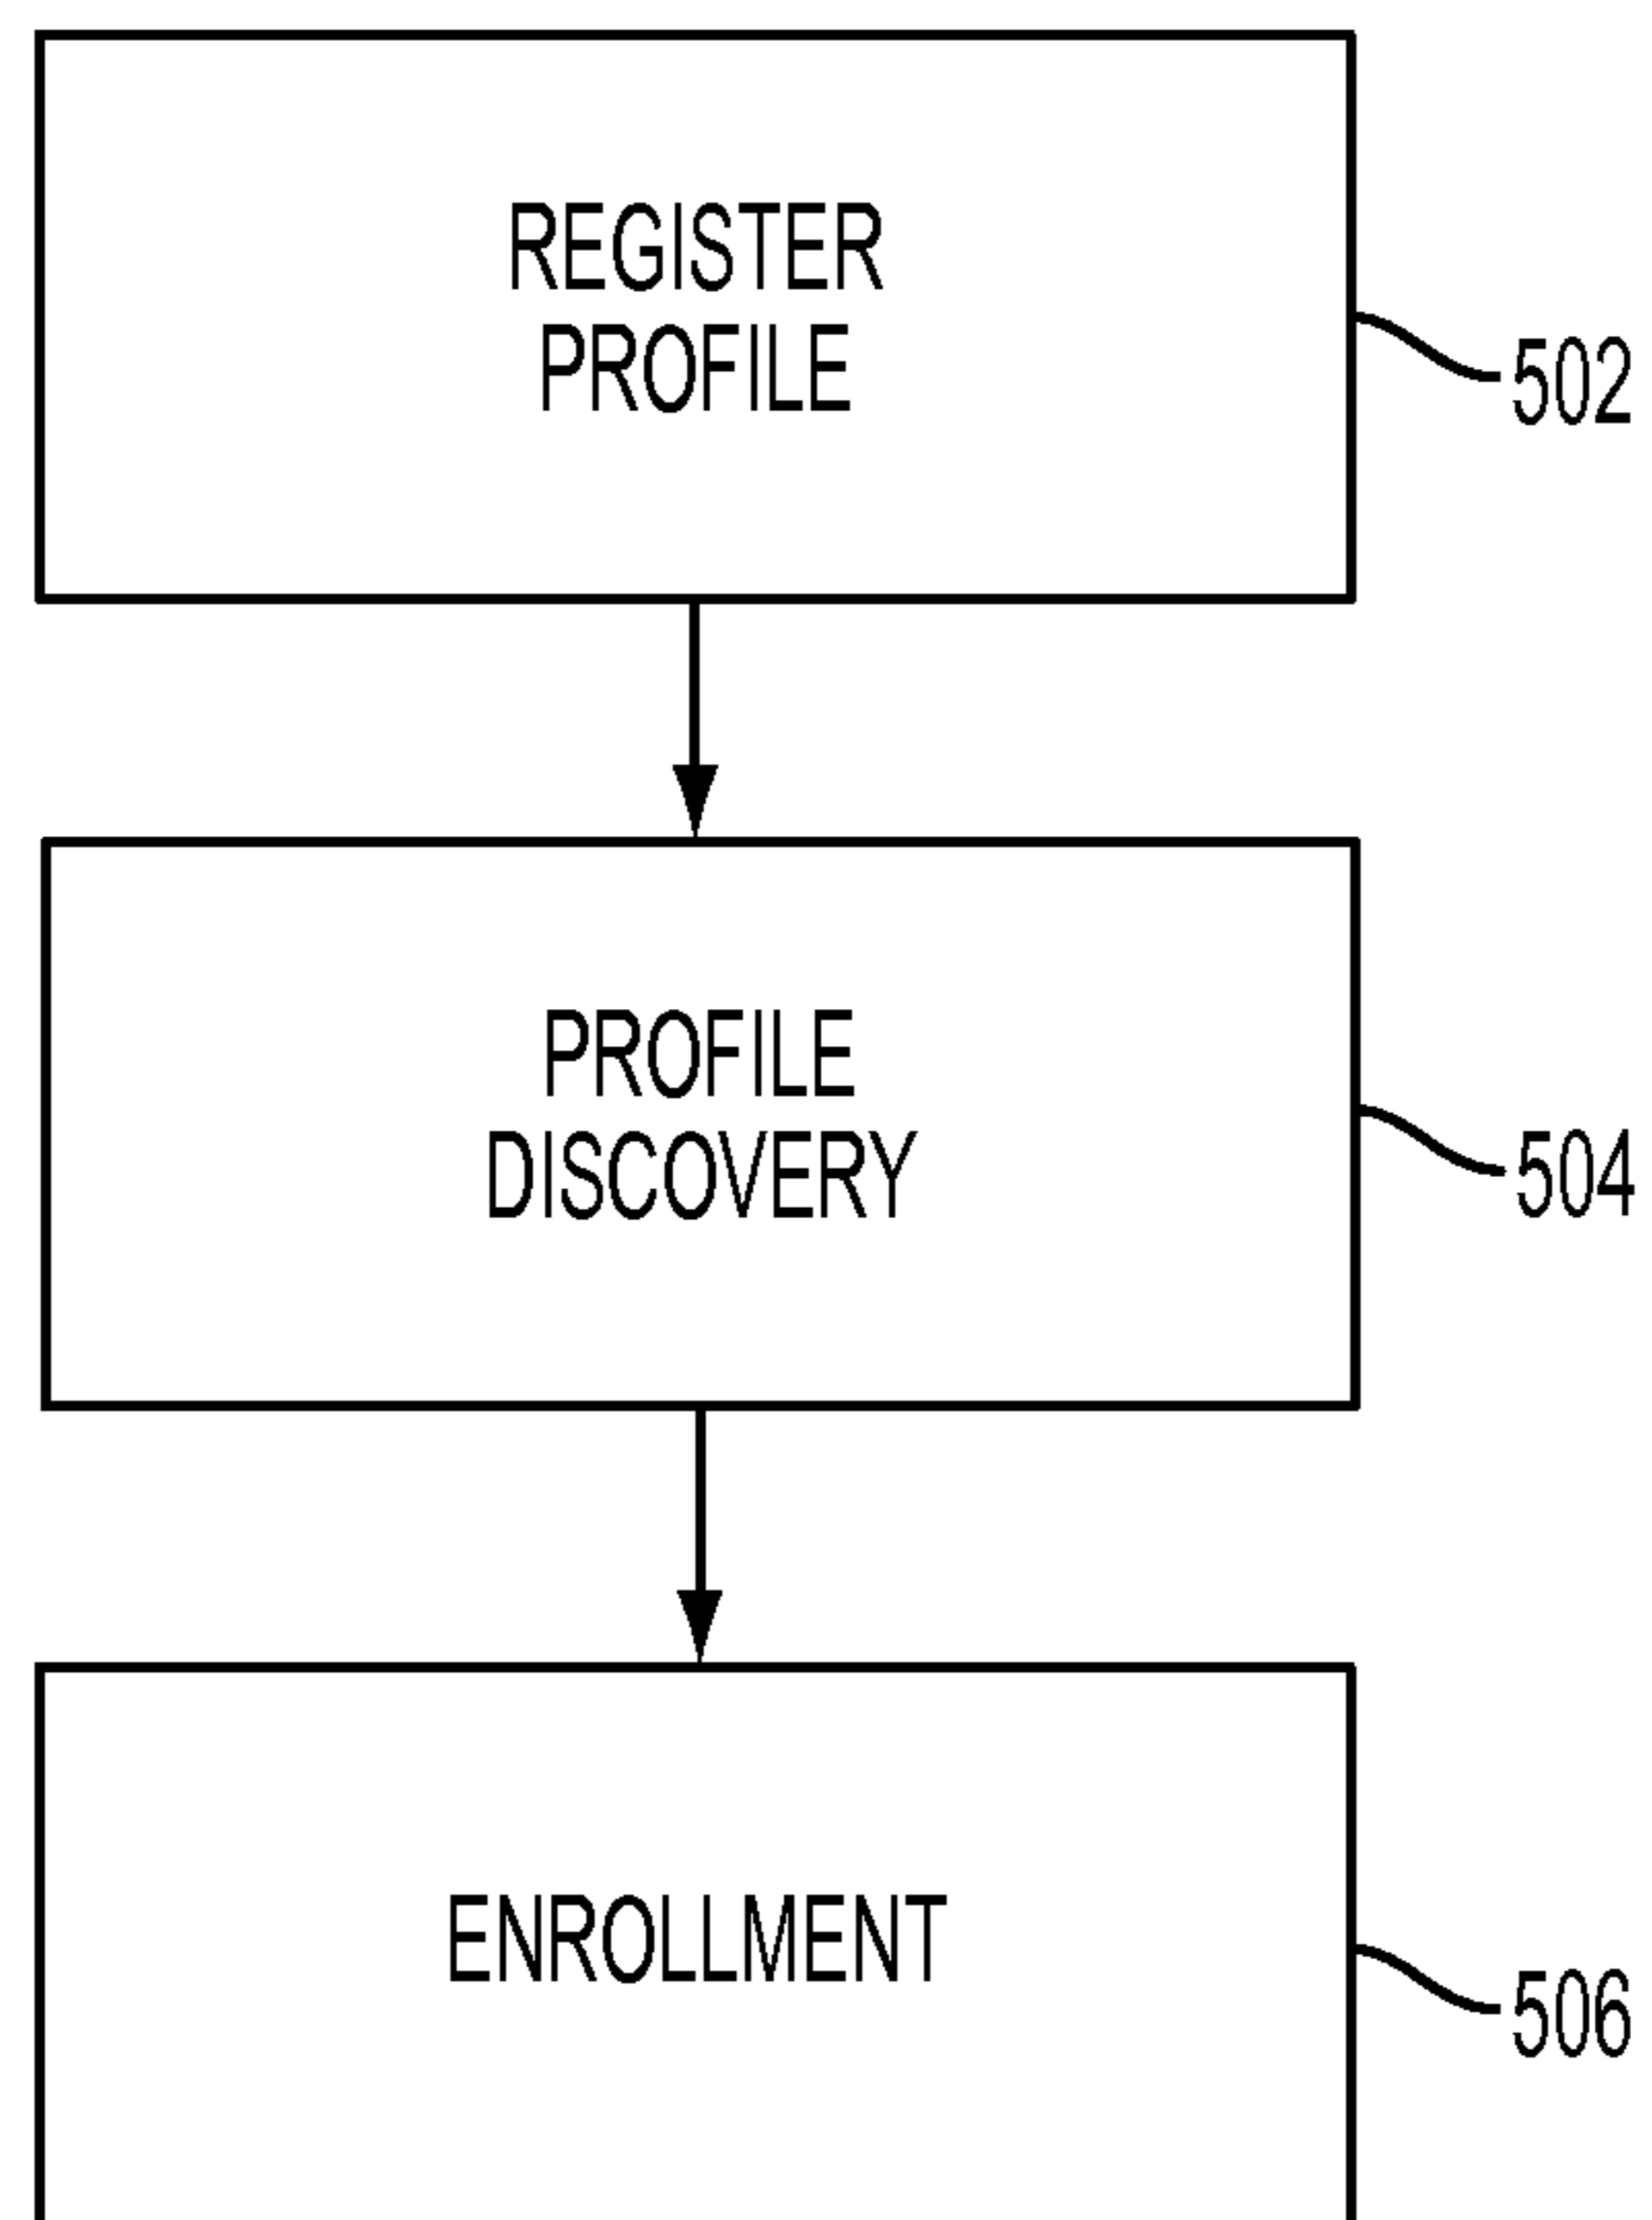 REGISTER
PROFILE
502
PROFILE
DISCOVERY
504
ENROLLMENT
506